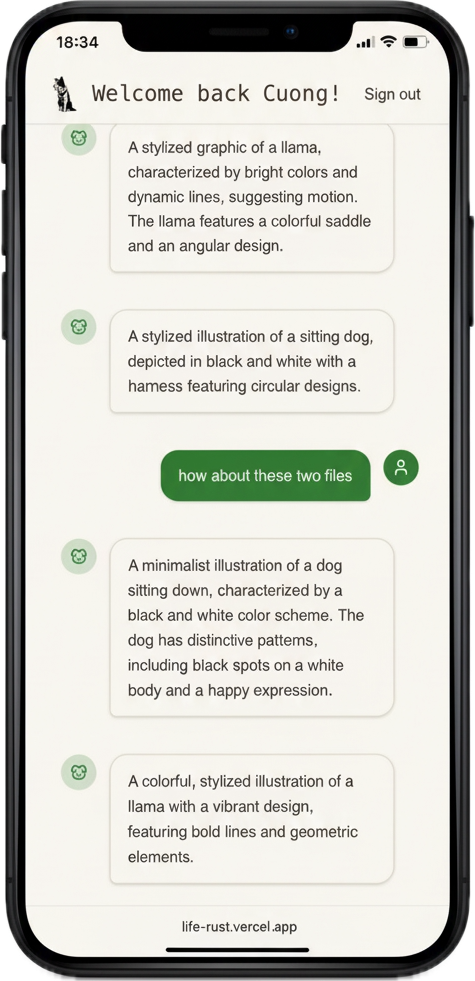 18:34
Welcome back Cuong!
Sign out
A stylized graphic of a llama,
characterized by bright colors and
dynamic lines, suggesting motion.
The llama features a colorful saddle
and an angular design.
A stylized illustration of a sitting dog,
depicted in black and white with a
harness featuring circular designs.
how about these two files
A minimalist illustration of a dog
sitting down, characterized by a
black and white color scheme. The
dog has distinctive patterns,
including black spots on a white
body and a happy expression.
A colorful, stylized illustration of a
llama with a vibrant design,
featuring bold lines and geometric
elements.
life-rust.vercel.app